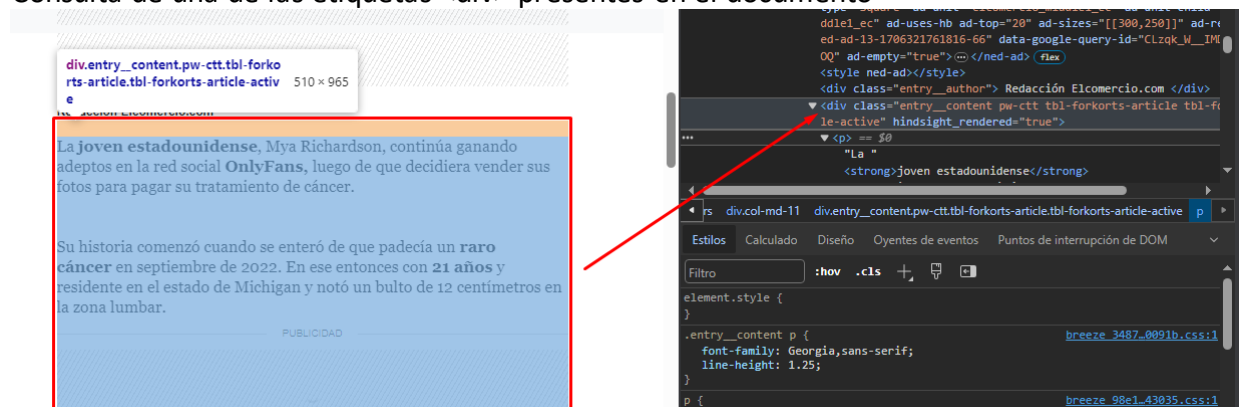 Consulta de una de las etiquetas <div> presentes en el documento
div.entry__content.pw-ctt.tbl-forko
rts-article.tbl-forkorts-article-activ 510 × 965
e
La joven estadounidense, Mya Richardson, continúa ganando
adeptos en la red social OnlyFans, luego de que decidiera vender sus
fotos para pagar su tratamiento de cáncer.
Su historia comenzó cuando se enteró de que padecía un raro
cáncer en septiembre de 2022. En ese entonces con 21 años y
residente en el estado de Michigan y notó un bulto de 12 centímetros en
la zona lumbar.
PUBLICIDAD
ddle1_ec" ad-uses-hb ad-top="20" ad-sizes="[[300,250]]" ad-re
ed-ad-13-1706321761816-66" data-google-query-id="CLzqk_W__IMD
OQ" ad-empty="true">…</ned-ad> flex
<style ned-ad></style>
<div class="entry__author"> Redacción Elcomercio.com </div>
▼<div class="entry__content pw-ctt tbl-forkorts-article tbl-fo
le-active" hindsight_rendered="true">
… ▼<p> == $0
"La "
<strong>joven estadounidense</strong>
rs div.col-md-11 div.entry__content.pw-ctt.tbl-forkorts-article.tbl-forkorts-article-active p
Estilos Calculado Diseño Oyentes de eventos Puntos de interrupción de DOM
Filtro :hov .cls +
element.style {
}
.entry__content p { breeze_3487…0091b.css:1
font-family: Georgia,sans-serif;
line-height: 1.25;
}
p { breeze_98e1…43035.css:1